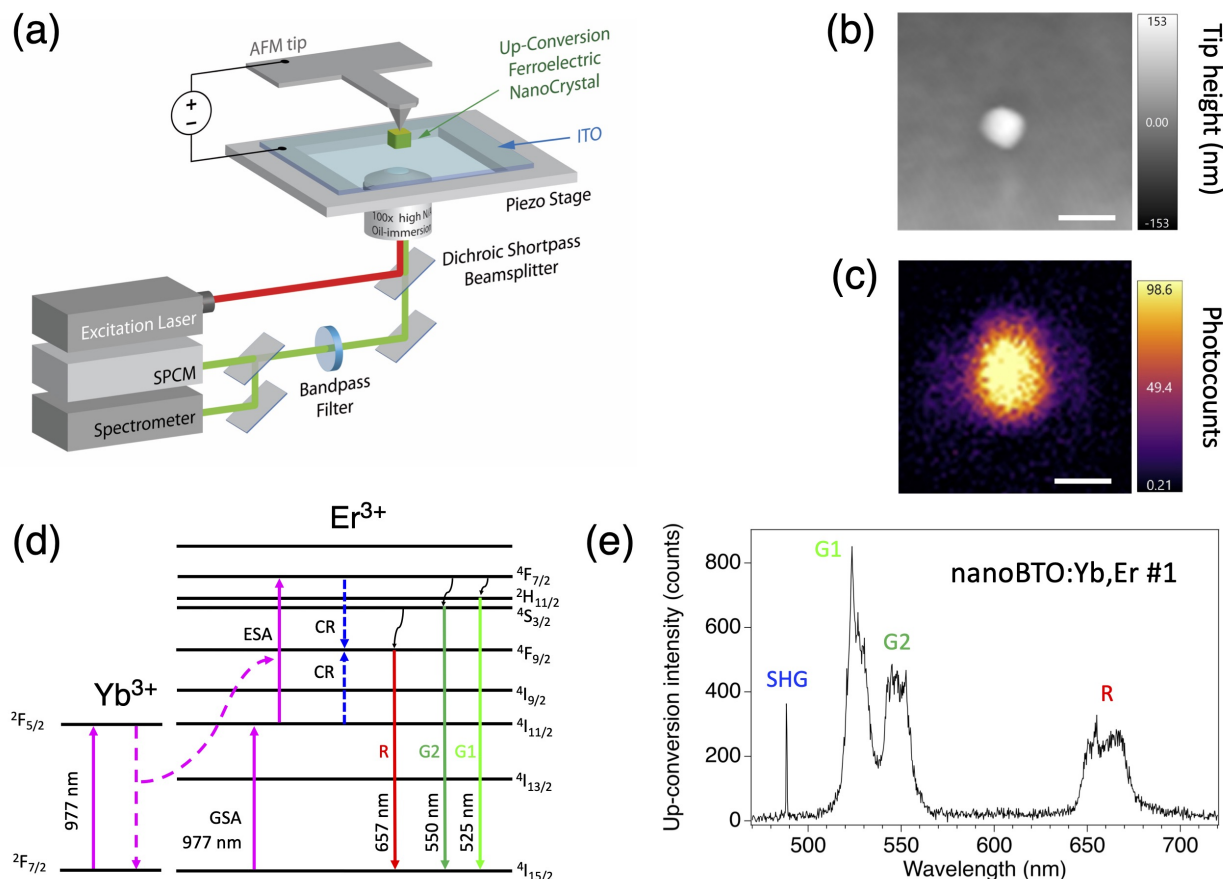 (a)
AFM tip
Up-Conversion
Ferroelectric
NanoCrystal
+
−
ITO
Piezo Stage
100x high N.A.
Oil-immersion
Dichroic Shortpass
Beamsplitter
Excitation Laser
SPCM
Spectrometer
Bandpass
Filter
(b)
153
0.00
-153
Tip height (nm)
(c)
98.6
49.4
0.21
Photocounts
(d)
Er3+
4F7/2
2H11/2
4S3/2
4F9/2
4I9/2
4I11/2
4I13/2
4I15/2
ESA
CR
CR
Yb3+
2F5/2
2F7/2
977 nm
GSA
977 nm
R
G2
G1
657 nm
550 nm
525 nm
(e)
Up-conversion intensity (counts)
800
600
400
200
0
500
550
600
650
700
Wavelength (nm)
nanoBTO:Yb,Er #1
SHG
G1
G2
R